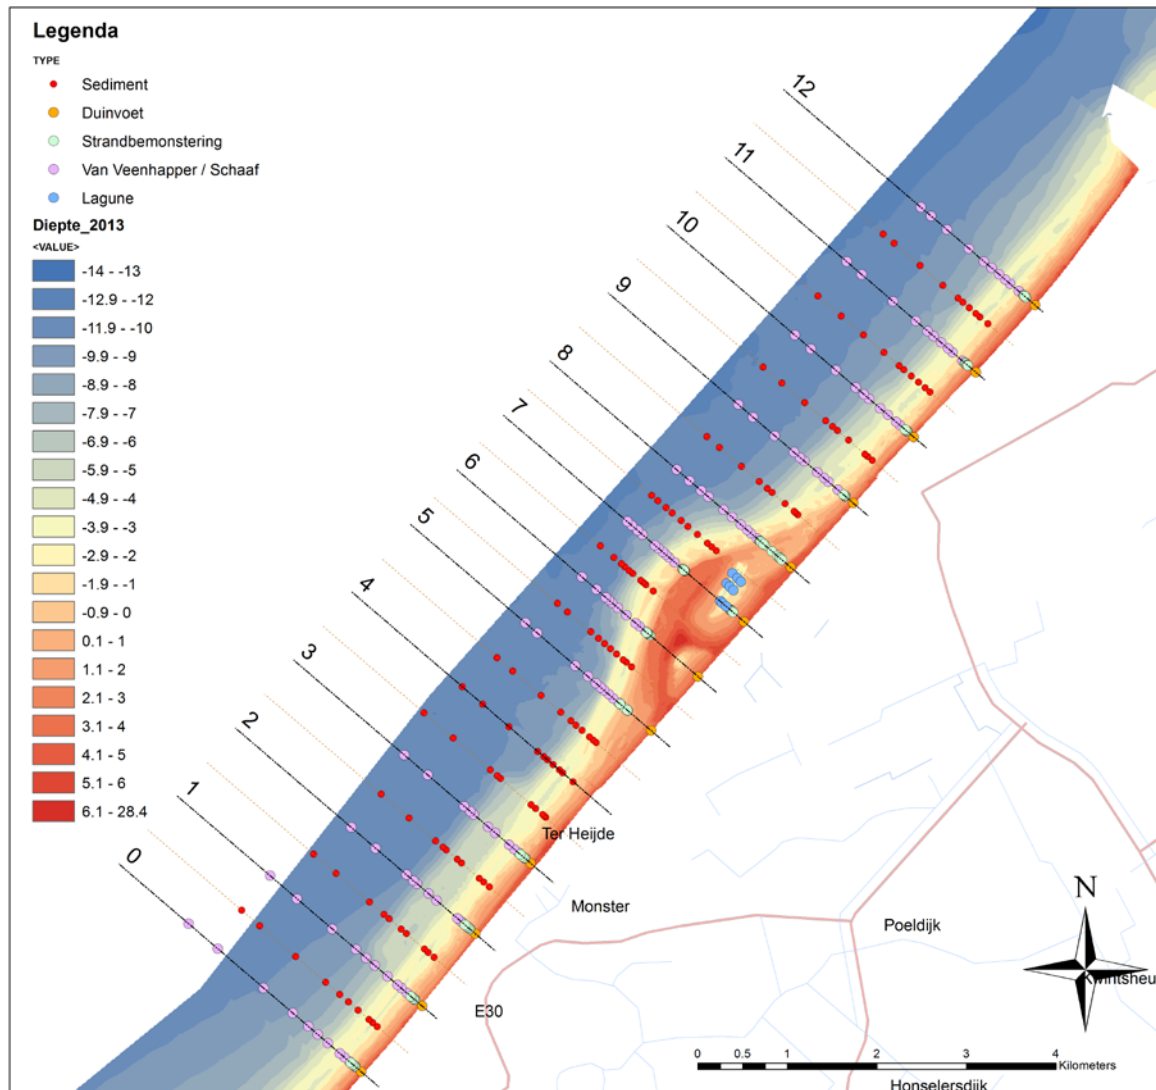 Legenda
TYPE
Sediment
Duinvoet
Strandbemonstering
Van Veenhapper / Schaaf
Lagune
Diepte_2013
<VALUE>
-14 - -13
-12.9 - -12
-11.9 - -10
-9.9 - -9
-8.9 - -8
-7.9 - -7
-6.9 - -6
-5.9 - -5
-4.9 - -4
-3.9 - -3
-2.9 - -2
-1.9 - -1
-0.9 - 0
0.1 - 1
1.1 - 2
2.1 - 3
3.1 - 4
4.1 - 5
5.1 - 6
6.1 - 28.4
12
11
10
9
8
7
6
5
4
3
2
1
0
Ter Heijde
Monster
Poeldijk
E30
N
Kwintsheu
0 0.5 1 2 3 4
Kilometers
Honselersdijk